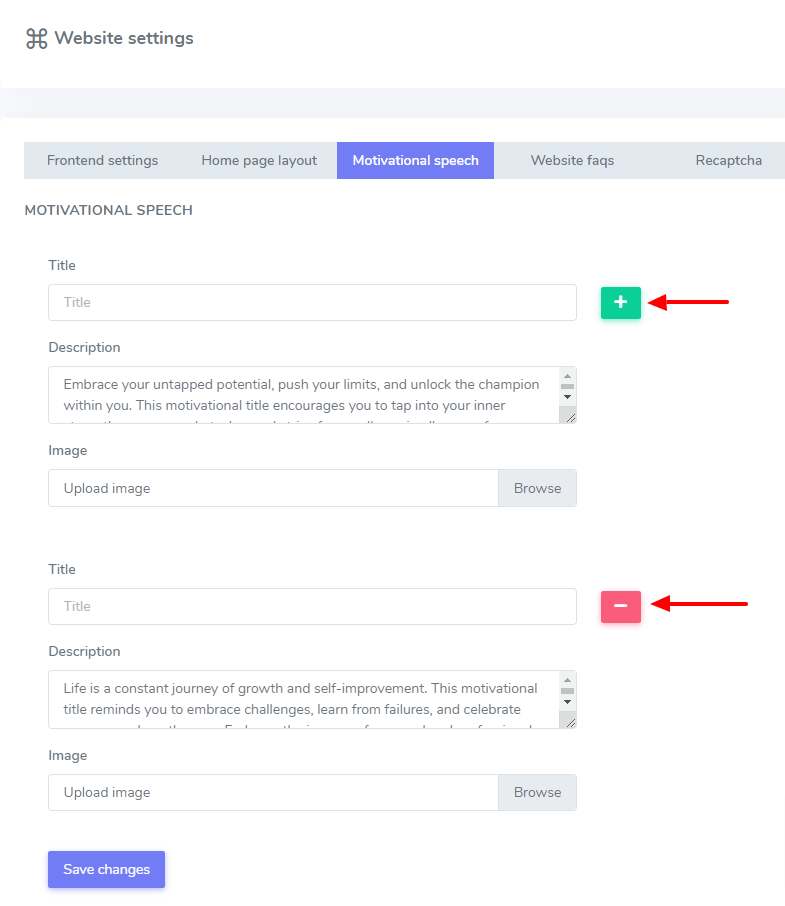 Website settings
Frontend settings Home page layout Motivational speech Website faqs Recaptcha
MOTIVATIONAL SPEECH
Title
Title
Description
Embrace your untapped potential, push your limits, and unlock the champion
within you. This motivational title encourages you to tap into your inner
Image
Upload image Browse
Title
Title
Description
Life is a constant journey of growth and self-improvement. This motivational
title reminds you to embrace challenges, learn from failures, and celebrate
Image
Upload image Browse
Save changes